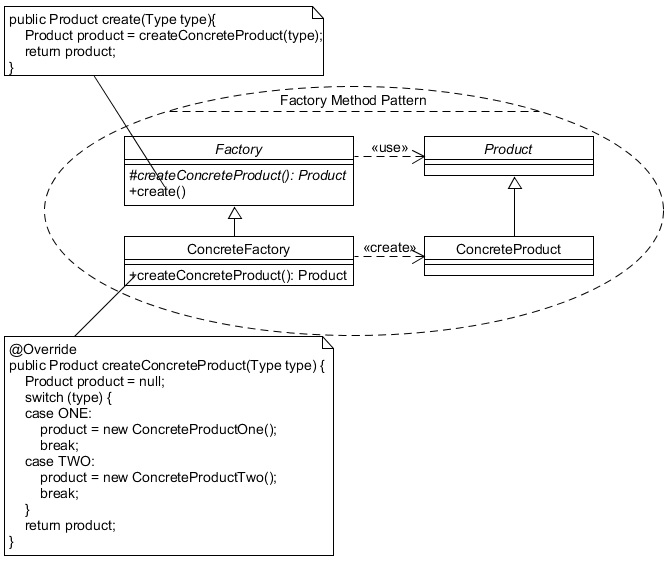 public Product create(Type type){
Product product = createConcreteProduct(type);
return product;
}
Factory Method Pattern
Factory
«use»
Product
#createConcreteProduct(): Product
+create()
ConcreteFactory
«create»
ConcreteProduct
+createConcreteProduct(): Product
@Override
public Product createConcreteProduct(Type type) {
Product product = null;
switch (type) {
case ONE:
product = new ConcreteProductOne();
break;
case TWO:
product = new ConcreteProductTwo();
break;
}
return product;
}